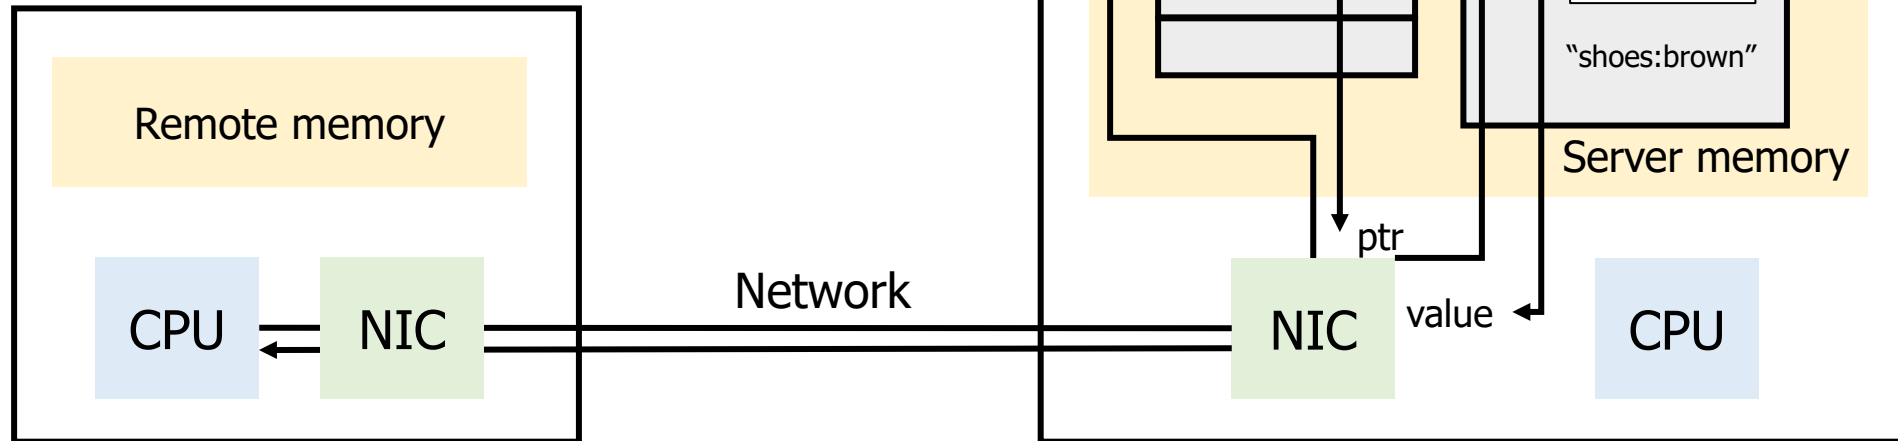 “shoes:brown”
Remote memory
Server memory
ptr
Network
CPU
NIC
NIC
value
CPU